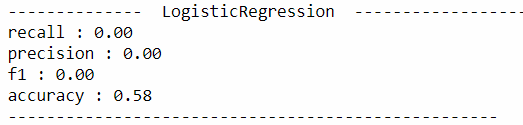 --------------  LogisticRegression  ------------------
recall : 0.00
precision : 0.00
f1 : 0.00
accuracy : 0.58
--------------------------------------------------